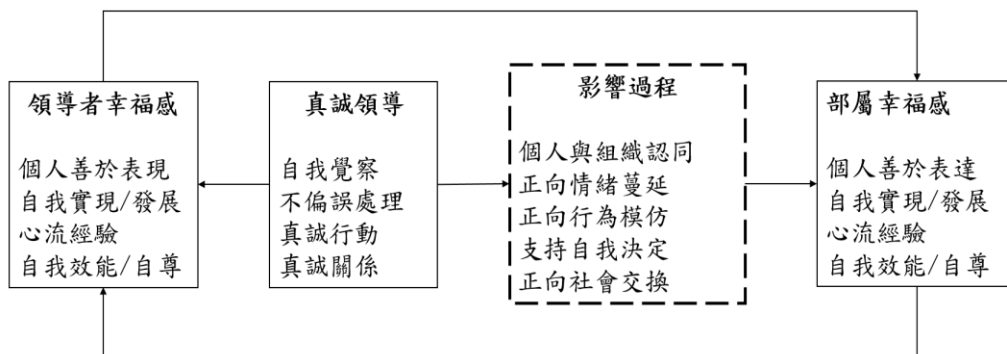 領導者幸福感
個人善於表現
自我實現/發展
心流經驗
自我效能/自尊
真誠領導
自我覺察
不偏誤處理
真誠行動
真誠關係
影響過程
個人與組織認同
正向情緒蔓延
正向行為模仿
支持自我決定
正向社會交換
部屬幸福感
個人善於表達
自我實現/發展
心流經驗
自我效能/自尊